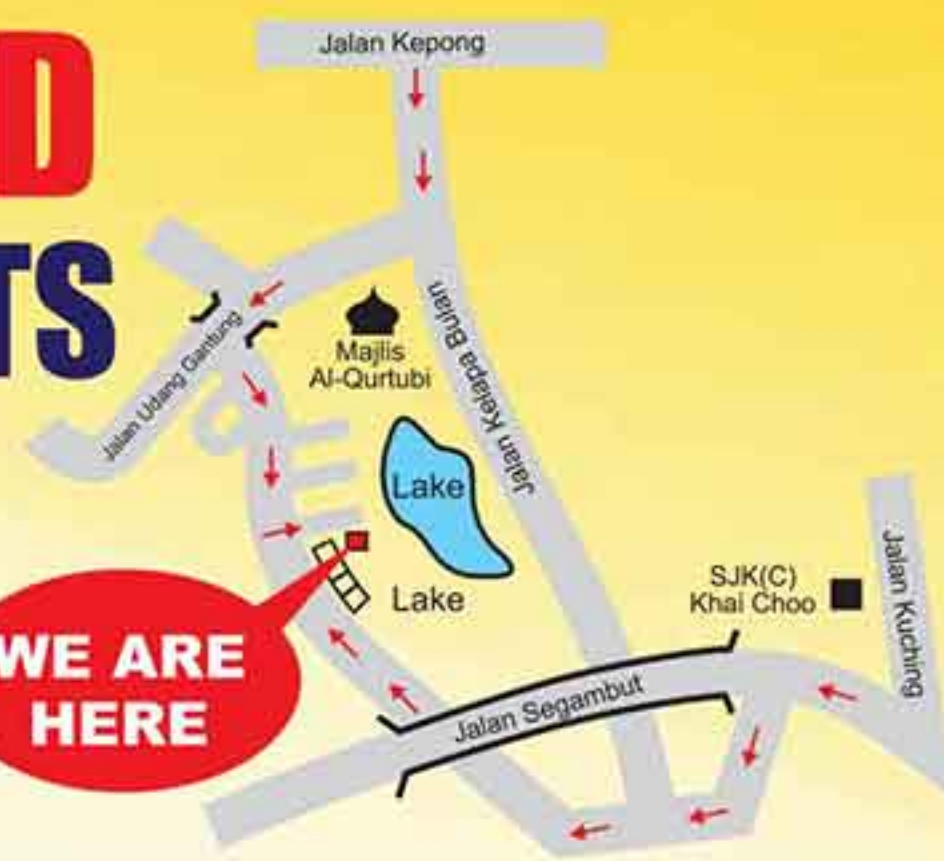 Jalan Kepong
D
TS
Jalan Udang Gantung
Majlis
Al-Qurtubi
Jalan Kelapa Bulan
Lake
Lake
SJK(C)
Khai Choo
Jalan Kuching
WE ARE
HERE
Jalan Segambut